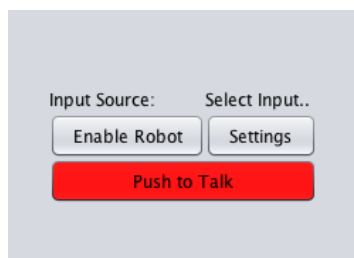 Input Source: Select Input..
Enable Robot Settings
Push to Talk